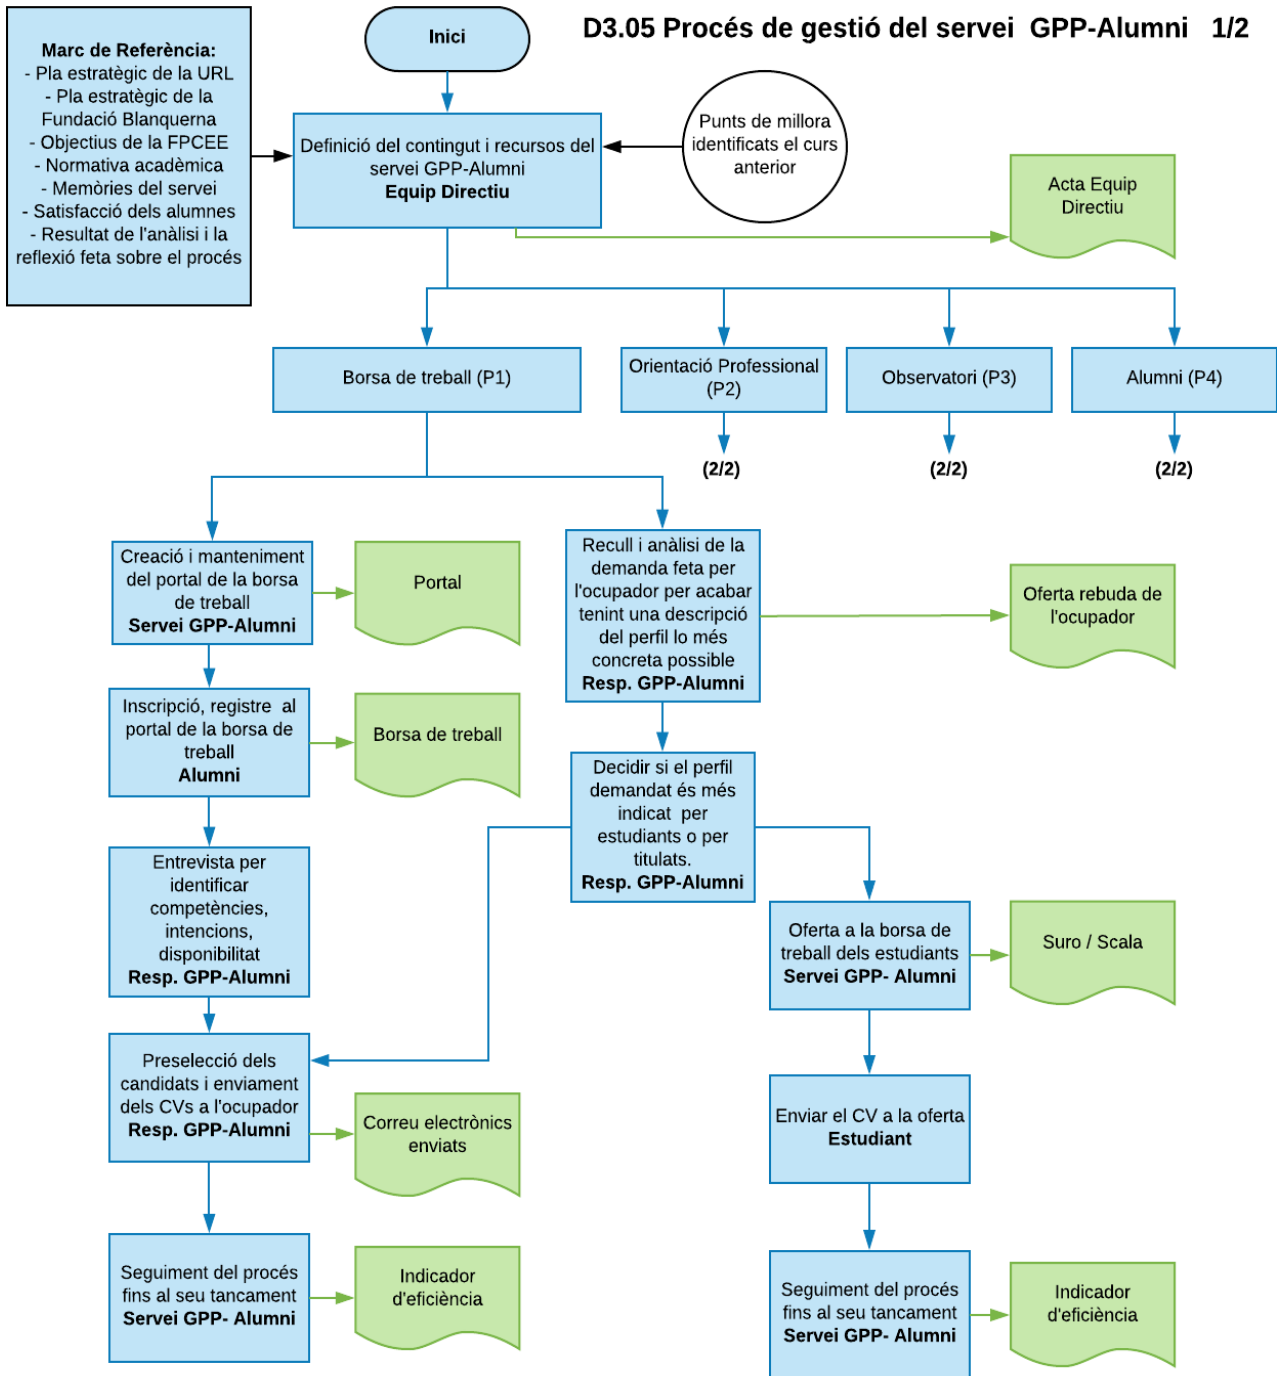 D3.05 Procés de gestió del servei GPP-Alumni 1/2
Marc de Referència:
- Pla estratègic de la URL
- Pla estratègic de la
Fundació Blanquerna
- Objectius de la FPCEE
- Normativa acadèmica
- Memòries del servei
- Satisfacció dels alumnes
- Resultat de l'anàlisi i la
reflexió feta sobre el procés
Inici
Definició del contingut i recursos del
servei GPP-Alumni
Equip Directiu
Punts de millora
identificats el curs
anterior
Acta Equip
Directiu
Borsa de treball (P1)
Orientació Professional
(P2)
Observatori (P3)
Alumni (P4)
(2/2)
(2/2)
(2/2)
Creació i manteniment
del portal de la borsa
de treball
Servei GPP-Alumni
Portal
Recull i anàlisi de la
demanda feta per
l'ocupador per acabar
tenint una descripció
del perfil lo més
concreta possible
Resp. GPP-Alumni
Oferta rebuda de
l'ocupador
Inscripció, registre al
portal de la borsa de
treball
Alumni
Borsa de treball
Decidir si el perfil
demandat és més
indicat per
estudiants o per
titulats.
Resp. GPP-Alumni
Entrevista per
identificar
competències,
intencions,
disponibilitat
Resp. GPP-Alumni
Oferta a la borsa de
treball dels estudiants
Servei GPP- Alumni
Suro / Scala
Preselecció dels
candidats i enviament
dels CVs a l'ocupador
Resp. GPP-Alumni
Correu electrònics
enviats
Enviar el CV a la oferta
Estudiant
Seguiment del procés
fins al seu tancament
Servei GPP- Alumni
Indicador
d'eficiència
Seguiment del procés
fins al seu tancament
Servei GPP- Alumni
Indicador
d'eficiència